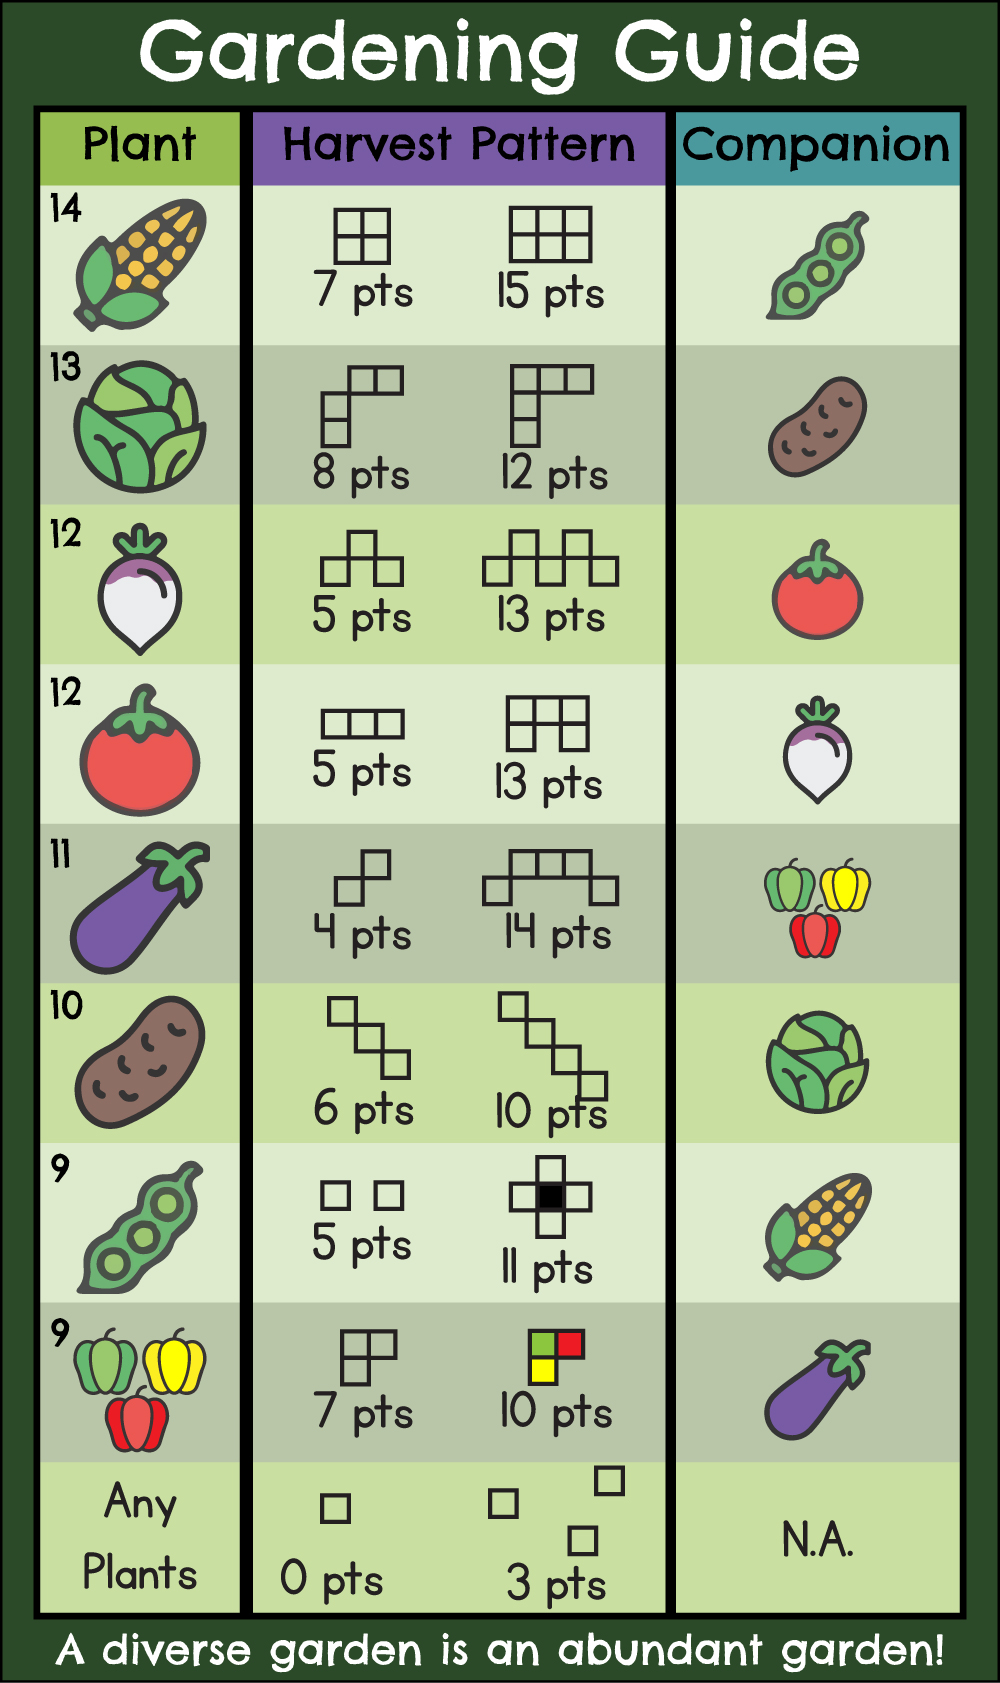 Gardening Guide
Plant Harvest Pattern Companion
14
7 pts 15 pts
13
8 pts 12 pts
12
5 pts 13 pts
12
5 pts 13 pts
11
4 pts 14 pts
10
6 pts 10 pts
9
5 pts 11 pts
9
7 pts 10 pts
Any
Plants
0 pts 3 pts
N.A.
A diverse garden is an abundant garden!